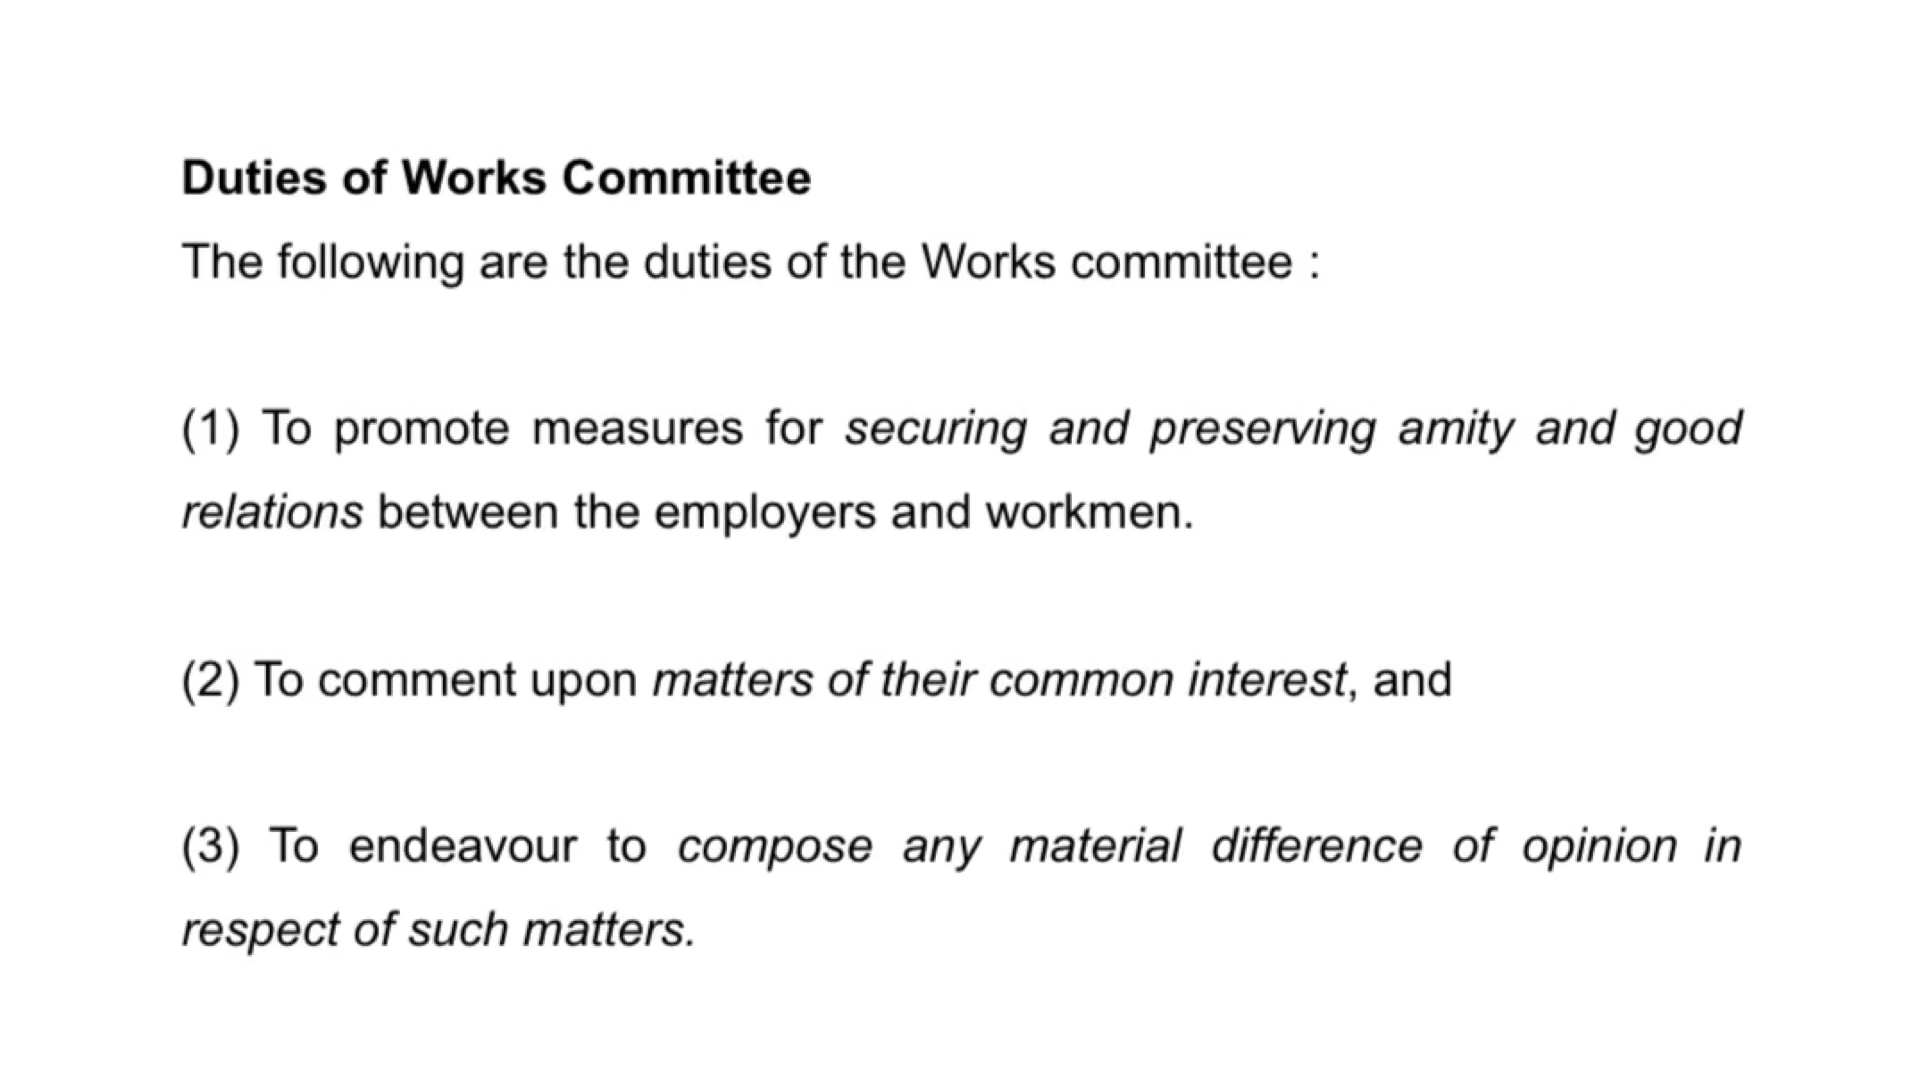 Duties of Works Committee
The following are the duties of the Works committee :
(1) To promote measures for securing and preserving amity and good
relations between the employers and workmen.
(2) To comment upon matters of their common interest, and
(3) To endeavour to compose any material difference of opinion in
respect of such matters.